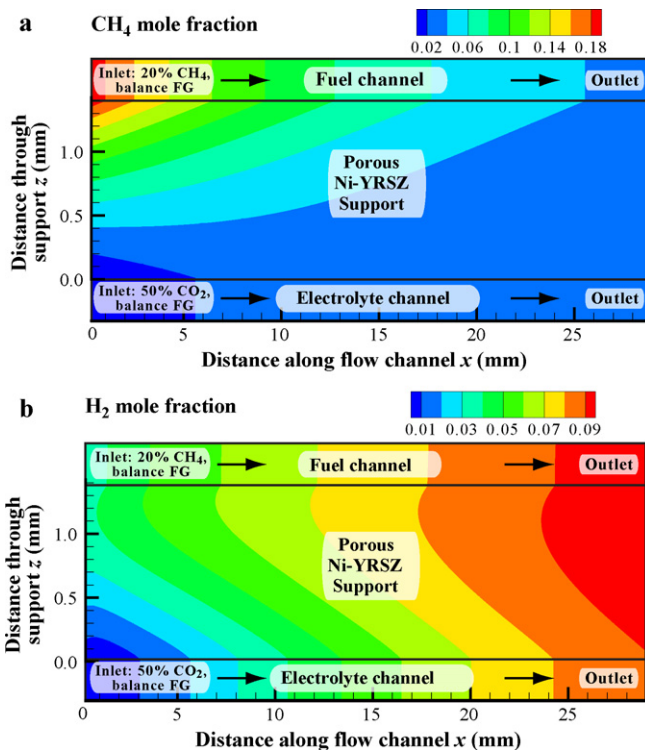 a
CH4 mole fraction
0.02 0.06 0.1 0.14 0.18
Inlet: 20% CH4,
balance FG
Fuel channel
Outlet
Distance through
support z (mm)
1.0
0.5
0.0
Porous
Ni-YRSZ
Support
Inlet: 50% CO2,
balance FG
Electrolyte channel
Outlet
0 5 10 15 20 25
Distance along flow channel x (mm)
b
H2 mole fraction
0.01 0.03 0.05 0.07 0.09
Inlet: 20% CH4,
balance FG
Fuel channel
Outlet
Distance through
support z (mm)
1.0
0.5
0.0
Porous
Ni-YRSZ
Support
Inlet: 50% CO2,
balance FG
Electrolyte channel
Outlet
0 5 10 15 20 25
Distance along flow channel x (mm)